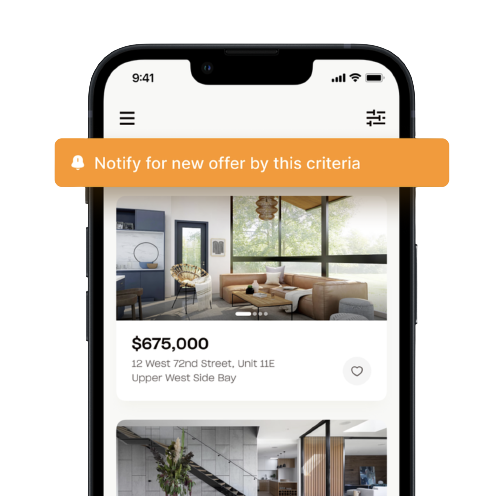 9:41
Notify for new offer by this criteria
$675,000
12 West 72nd Street, Unit 11E
Upper West Side Bay